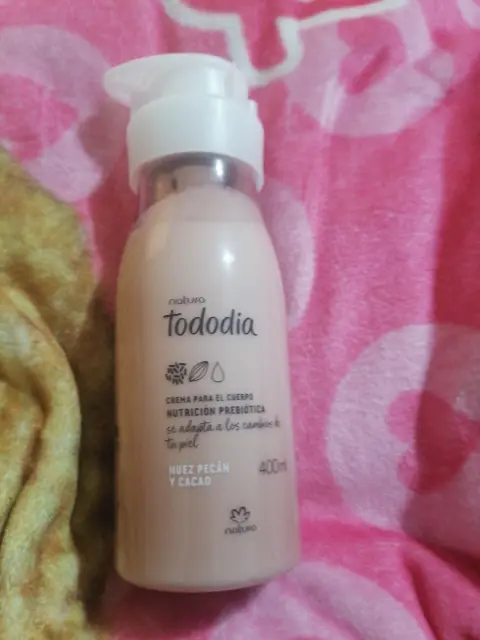 natura
Tododia
CREMA PARA EL CUERPO
NUTRICIÓN PREBIÓTICA
se adapta a los cambios de
tu piel
NUEZ PECÁN
Y CACAO
400ml
natura